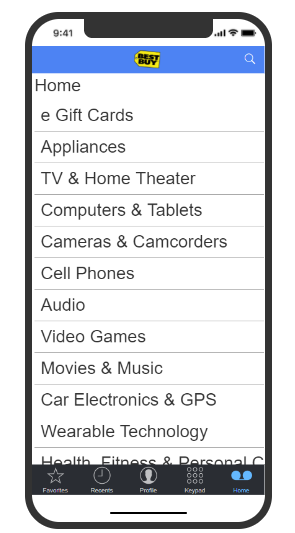 9:41
BEST
BUY
Home
e Gift Cards
Appliances
TV & Home Theater
Computers & Tablets
Cameras & Camcorders
Cell Phones
Audio
Video Games
Movies & Music
Car Electronics & GPS
Wearable Technology
Health, Fitness & Personal C
Favorites
Recents
Profile
Keypad
Home